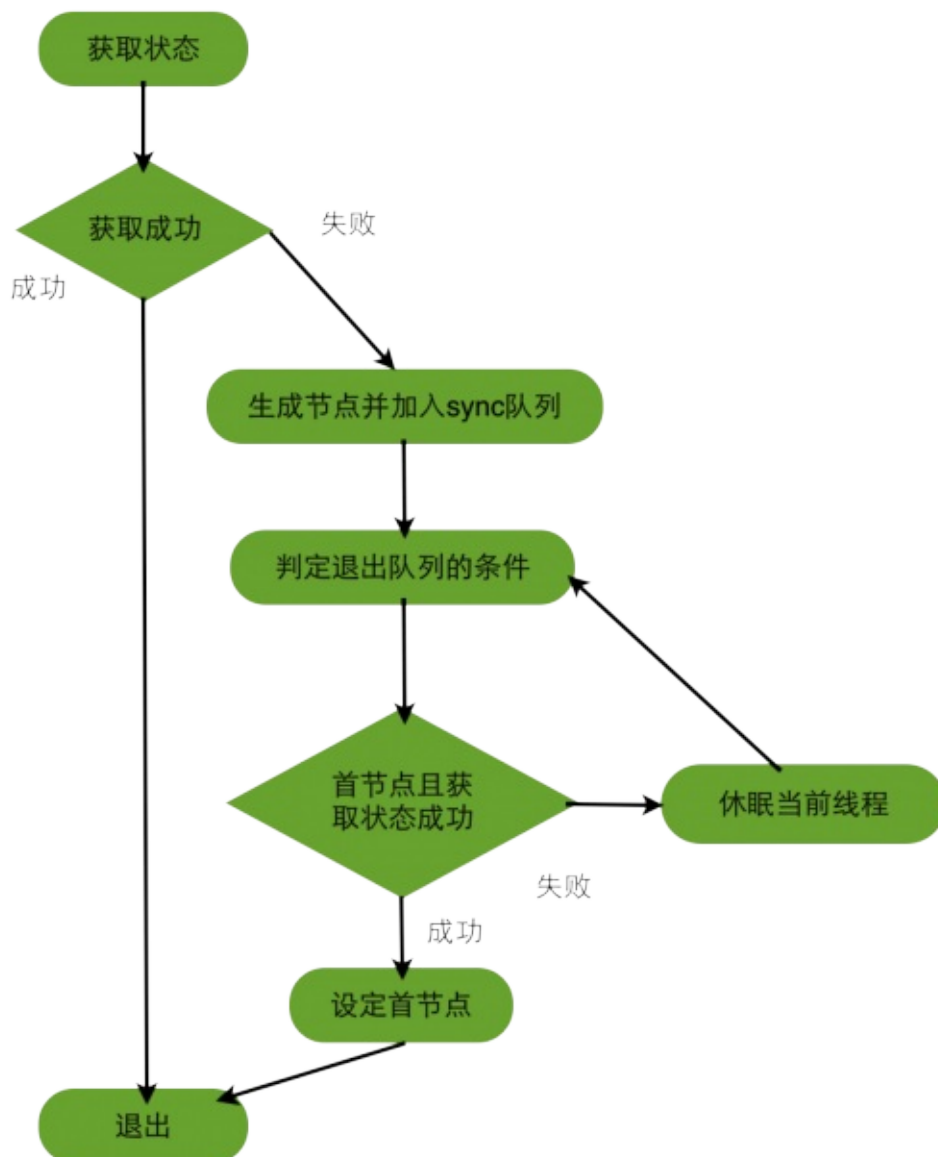 获取状态
获取成功
失败
成功
生成节点并加入sync队列
判定退出队列的条件
首节点且获
取状态成功
休眠当前线程
失败
成功
设定首节点
退出